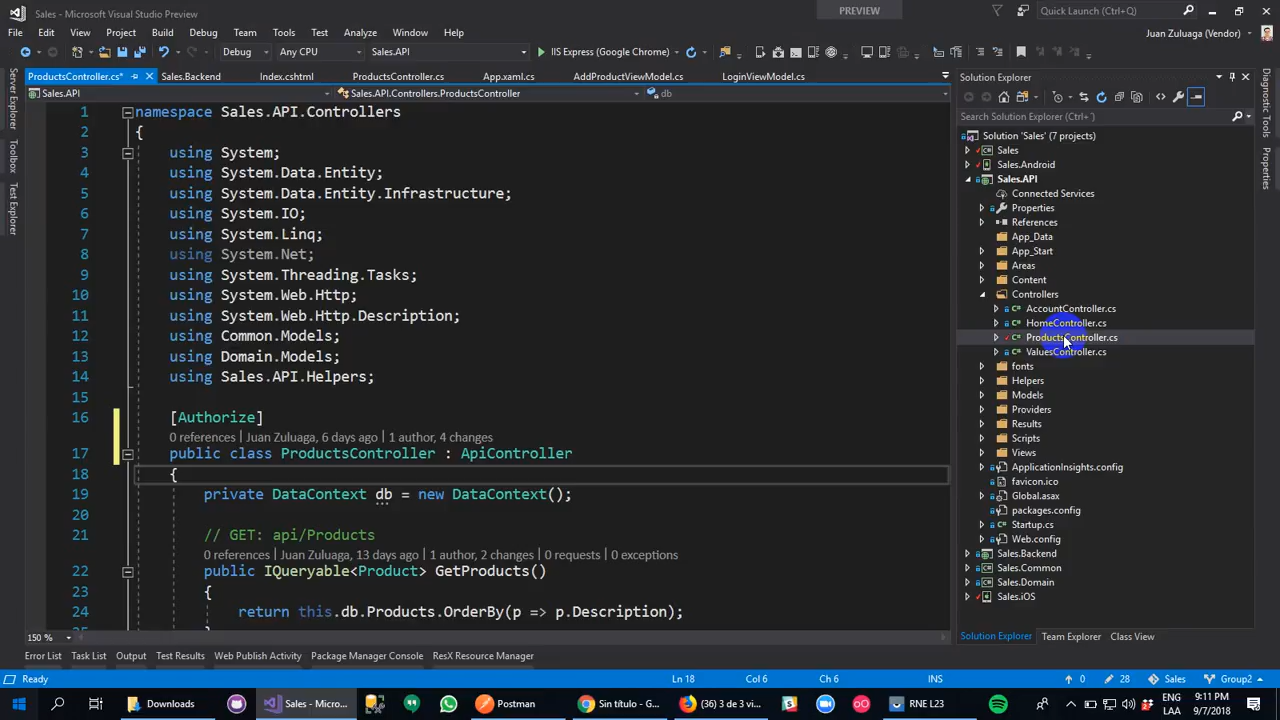 Sales - Microsoft Visual Studio Preview
PREVIEW
Quick Launch (Ctrl+Q)
File Edit View Project Build Debug Team Tools Test Analyze Window Help
Juan Zuluaga (Vendor)
Debug Any CPU Sales.API IIS Express (Google Chrome)
ProductsController.cs* Sales.Backend Index.cshtml ProductsController.cs App.xaml.cs AddProductViewModel.cs LoginViewModel.cs
Sales.API Sales.API.Controllers.ProductsController db
Server Explorer
Toolbox
Test Explorer
1 namespace Sales.API.Controllers
2 {
3 using System;
4 using System.Data.Entity;
5 using System.Data.Entity.Infrastructure;
6 using System.IO;
7 using System.Linq;
8 using System.Net;
9 using System.Threading.Tasks;
10 using System.Web.Http;
11 using System.Web.Http.Description;
12 using Common.Models;
13 using Domain.Models;
14 using Sales.API.Helpers;
15
16 [Authorize]
0 references | Juan Zuluaga, 6 days ago | 1 author, 4 changes
17 public class ProductsController : ApiController
18 {
19 private DataContext db = new DataContext();
20
21 // GET: api/Products
0 references | Juan Zuluaga, 13 days ago | 1 author, 2 changes | 0 requests | 0 exceptions
22 public IQueryable<Product> GetProducts()
23 {
24 return this.db.Products.OrderBy(p => p.Description);
150 %
Solution Explorer
Search Solution Explorer (Ctrl+´)
Solution 'Sales' (7 projects)
Sales
Sales.Android
Sales.API
Connected Services
Properties
References
App_Data
App_Start
Areas
Content
Controllers
AccountController.cs
HomeController.cs
ProductsController.cs
ValuesController.cs
fonts
Helpers
Models
Providers
Results
Scripts
Views
ApplicationInsights.config
favicon.ico
Global.asax
packages.config
Startup.cs
Web.config
Sales.Backend
Sales.Common
Sales.Domain
Sales.iOS
Solution Explorer Team Explorer Class View
Diagnostic Tools
Properties
Error List Task List Output Test Results Web Publish Activity Package Manager Console ResX Resource Manager
Ready Ln 18 Col 6 Ch 6 INS 0 28 Sales Group2
Downloads Sales - Micros... Postman Sin título - G... (36) 3 de 3 vi... RNE L23
ENG 9:11 PM
LAA 9/7/2018